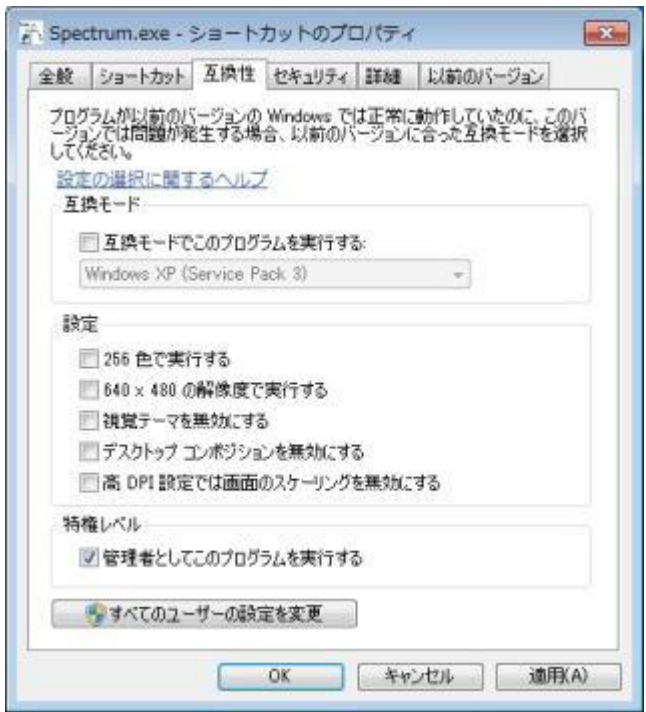 Spectrum.exe - ショートカットのプロパティ
全般 ショートカット 互換性 セキュリティ 詳細 以前のバージョン
プログラムが以前のバージョンの Windows では正常に動作していたのに、このバ
ージョンでは問題が発生する場合、以前のバージョンに合った互換モードを選択
してください。
設定の選択に関するヘルプ
互換モード
互換モードでこのプログラムを実行する:
Windows XP (Service Pack 3)
設定
256 色で実行する
640 x 480 の解像度で実行する
視覚テーマを無効にする
デスクトップ コンポジションを無効にする
高 DPI 設定では画面のスケーリングを無効にする
特権レベル
管理者としてこのプログラムを実行する
すべてのユーザーの設定を変更
OK キャンセル 適用(A)